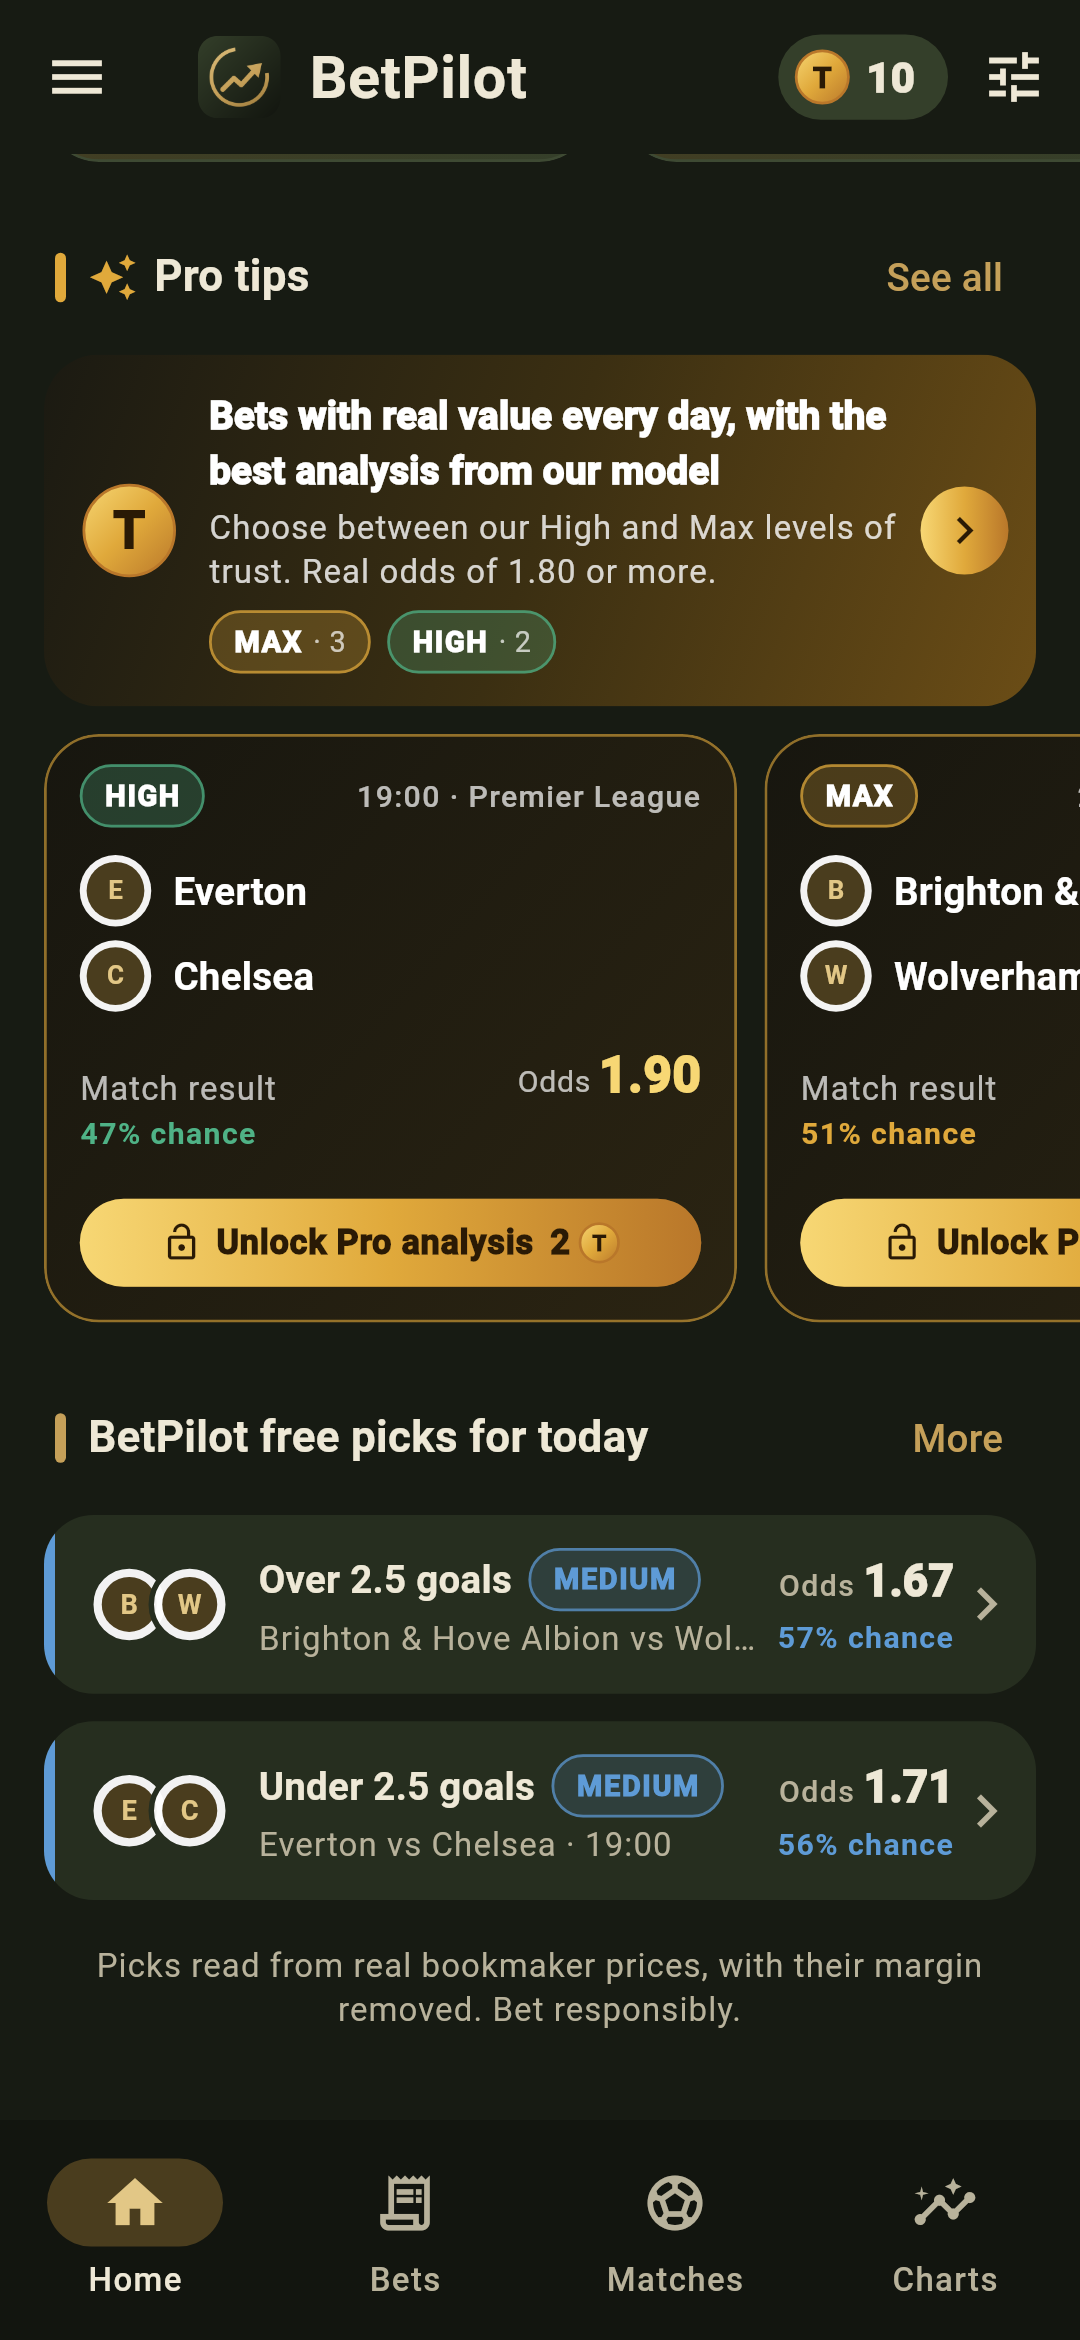 BetPilot
T 10
Pro tips
See all
Bets with real value every day, with the
best analysis from our model
T
Choose between our High and Max levels of
trust. Real odds of 1.80 or more.
MAX · 3
HIGH · 2
HIGH
19:00 · Premier League
E
Everton
C
Chelsea
Match result
Odds 1.90
47% chance
Unlock Pro analysis 2 T
MAX
B
Brighton &
W
Wolverham
Match result
51% chance
Unlock P
BetPilot free picks for today
More
B W
Over 2.5 goals MEDIUM
Odds 1.67
Brighton & Hove Albion vs Wol...
57% chance
E C
Under 2.5 goals MEDIUM
Odds 1.71
Everton vs Chelsea · 19:00
56% chance
Picks read from real bookmaker prices, with their margin
removed. Bet responsibly.
Home
Bets
Matches
Charts